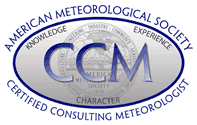 AMERICAN METEOROLOGICAL SOCIETY
KNOWLEDGE
EXPERIENCE
CCM
CHARACTER
CERTIFIED CONSULTING METEOROLOGIST